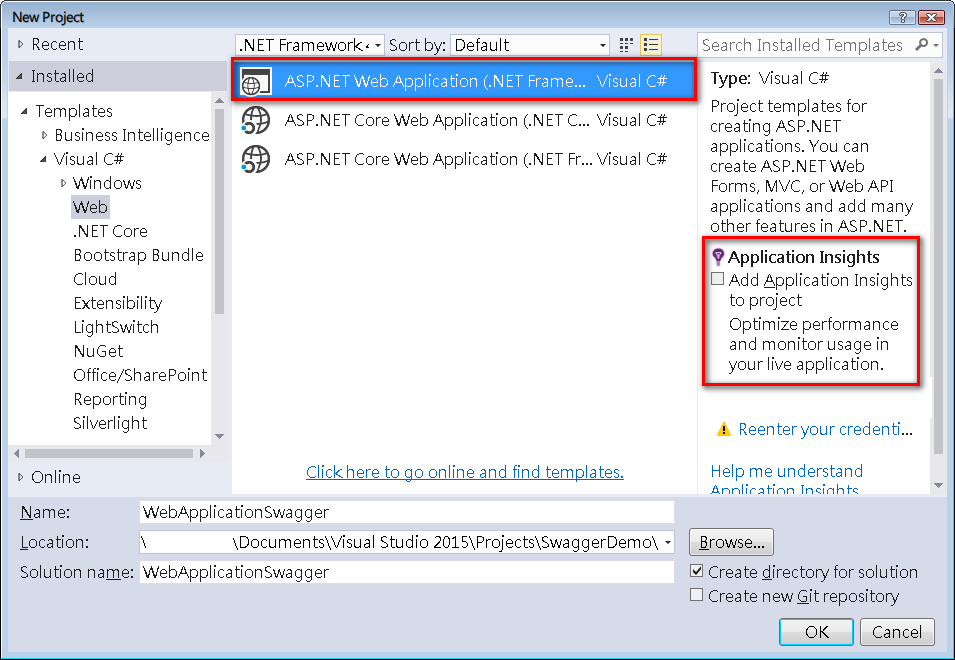 New Project
Recent
.NET Framework 4
Sort by:
Default
Search Installed Templates
Installed
Templates
Business Intelligence
Visual C#
Windows
Web
.NET Core
Bootstrap Bundle
Cloud
Extensibility
LightSwitch
NuGet
Office/SharePoint
Reporting
Silverlight
Online
ASP.NET Web Application (.NET Frame... Visual C#
ASP.NET Core Web Application (.NET C... Visual C#
ASP.NET Core Web Application (.NET Fr... Visual C#
Click here to go online and find templates.
Type: Visual C#
Project templates for
creating ASP.NET
applications. You can
create ASP.NET Web
Forms, MVC, or Web API
applications and add many
other features in ASP.NET.
Application Insights
Add Application Insights
to project
Optimize performance
and monitor usage in
your live application.
Reenter your credenti...
Help me understand
Application Insights
Name: WebApplicationSwagger
Location: \ \Documents\Visual Studio 2015\Projects\SwaggerDemo\
Browse...
Solution name: WebApplicationSwagger
Create directory for solution
Create new Git repository
OK Cancel